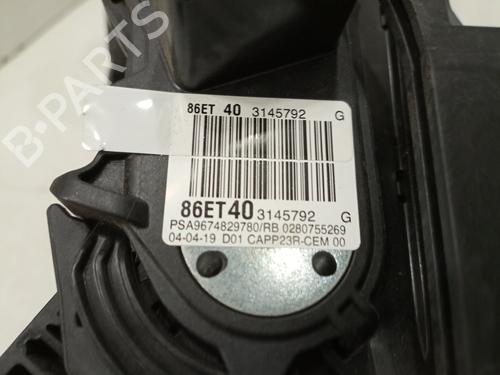 B-PARTS
86ET 40 3145792 G
86ET40 3145792 G
PSA9674829780/RB 0280755269
04-04-19 D01 CAPP23R-CEM 00